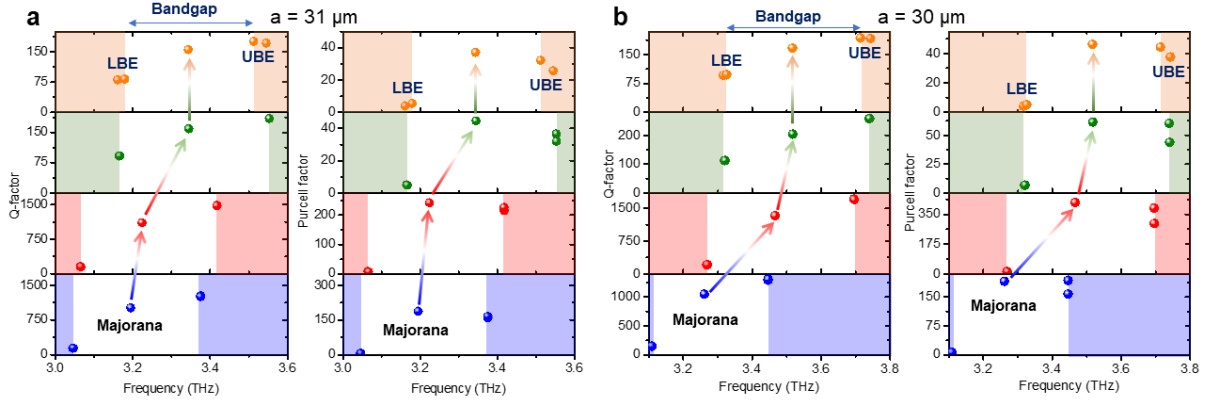 a
Bandgap
a = 31 μm
b
Bandgap
a = 30 μm
150
75
0
LBE
UBE
150
75
0
1500
750
0
1500
1000
500
0
Majorana
Q-factor
3.0 3.2 3.4 3.6
Frequency (THz)
40
20
0
LBE
UBE
40
20
0
200
100
0
300
150
0
Majorana
Purcell factor
3.0 3.2 3.4 3.6
Frequency (THz)
150
75
0
LBE
UBE
200
100
0
1500
750
0
1000
500
0
Majorana
Q-factor
3.2 3.4 3.6 3.8
Frequency (THz)
40
20
0
LBE
UBE
50
25
0
350
175
0
150
75
0
Majorana
Purcell factor
3.2 3.4 3.6 3.8
Frequency (THz)